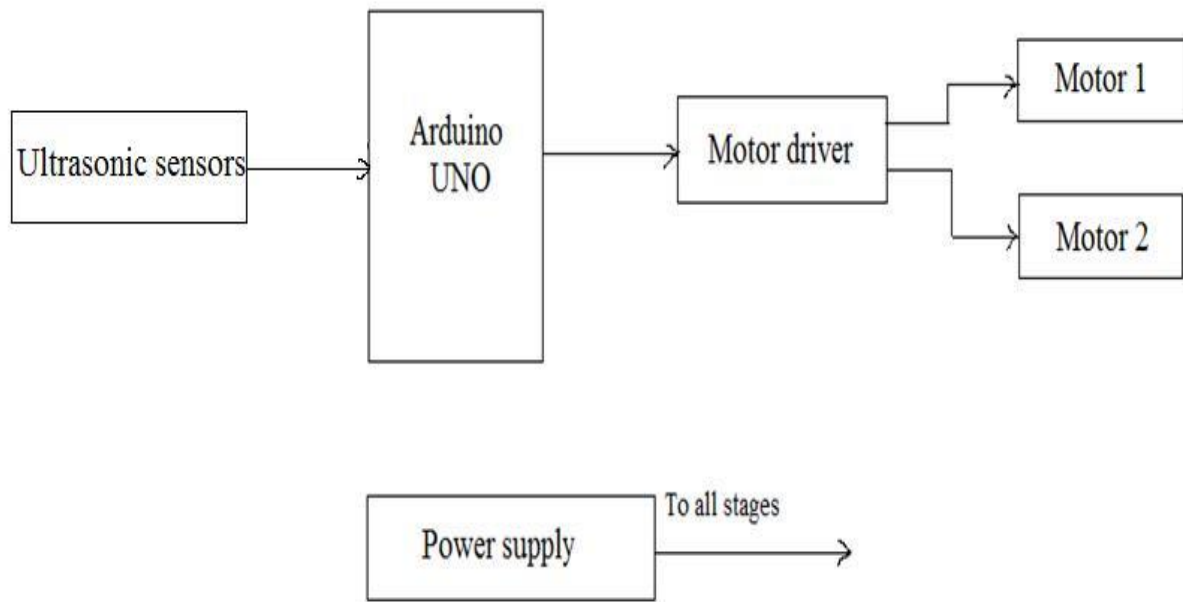 Ultrasonic sensors
Arduino
UNO
Motor driver
Motor 1
Motor 2
Power supply
To all stages